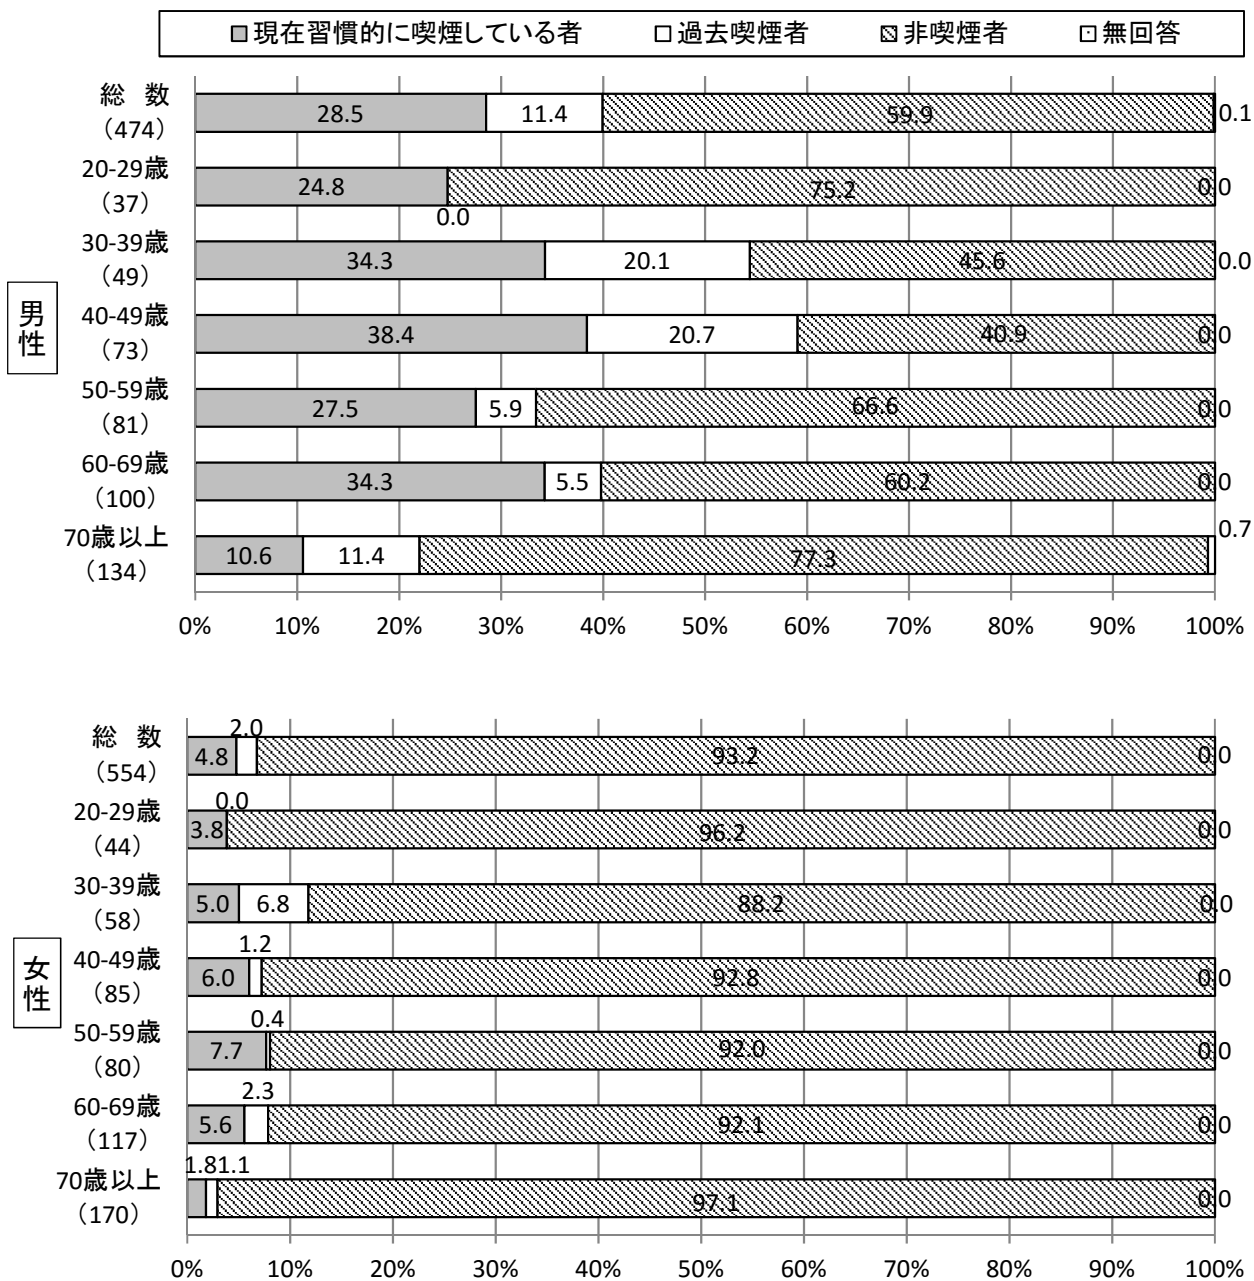 現在習慣的に喫煙している者 過去喫煙者 非喫煙者 無回答
男性
総 数
（474）
28.5 11.4 59.9 0.1
20-29歳
（37）
24.8 0.0 75.2 0.0
30-39歳
（49）
34.3 20.1 45.6 0.0
40-49歳
（73）
38.4 20.7 40.9 0.0
50-59歳
（81）
27.5 5.9 66.6 0.0
60-69歳
（100）
34.3 5.5 60.2 0.0
70歳以上
（134）
10.6 11.4 77.3 0.7
0% 10% 20% 30% 40% 50% 60% 70% 80% 90% 100%
女性
総 数
（554）
4.8 2.0 93.2 0.0
20-29歳
（44）
3.8 0.0 96.2 0.0
30-39歳
（58）
5.0 6.8 88.2 0.0
40-49歳
（85）
6.0 1.2 92.8 0.0
50-59歳
（80）
7.7 0.4 92.0 0.0
60-69歳
（117）
5.6 2.3 92.1 0.0
70歳以上
（170）
1.8 1.1 97.1 0.0
0% 10% 20% 30% 40% 50% 60% 70% 80% 90% 100%